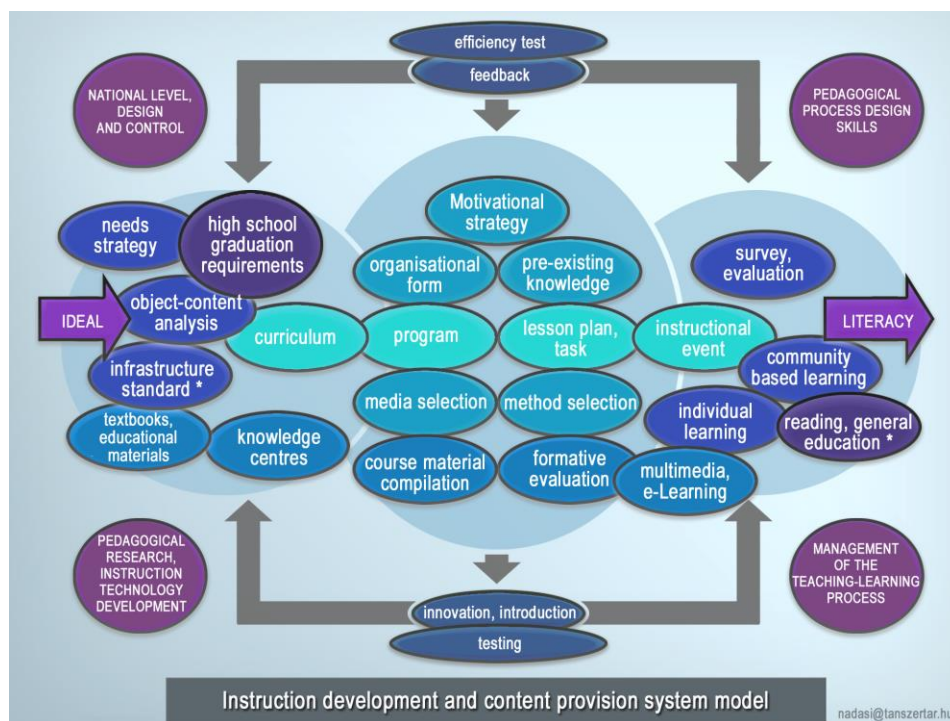 efficiency test
feedback
NATIONAL LEVEL,
DESIGN
AND CONTROL
PEDAGOGICAL
PROCESS DESIGN
SKILLS
needs
strategy
high school
graduation
requirements
object-content
analysis
IDEAL
infrastructure
standard *
textbooks,
educational
materials
knowledge
centres
curriculum
Motivational
strategy
organisational
form
pre-existing
knowledge
program
lesson plan,
task
media selection
method selection
course material
compilation
formative
evaluation
survey,
evaluation
instructional
event
LITERACY
community
based learning
individual
learning
reading, general
education *
multimedia,
e-Learning
PEDAGOGICAL
RESEARCH,
INSTRUCTION
TECHNOLOGY
DEVELOPMENT
MANAGEMENT
OF THE
TEACHING-LEARNING
PROCESS
innovation, introduction
testing
Instruction development and content provision system model
nadasi@tanszertar.hu